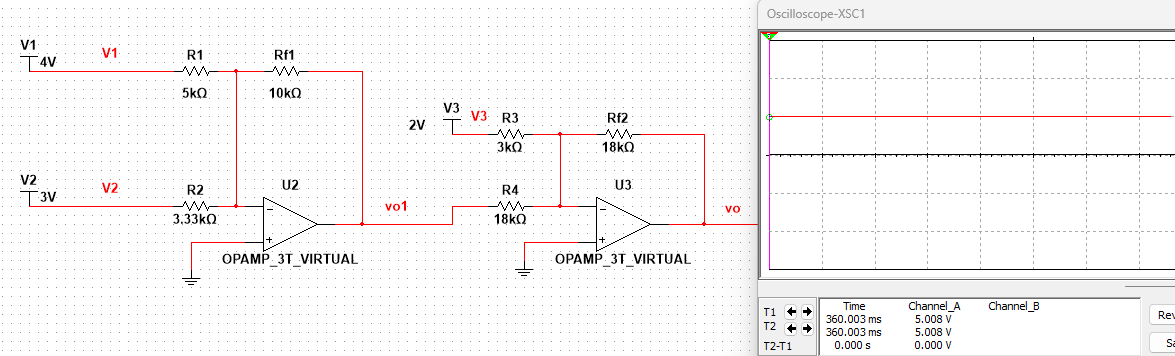 Oscilloscope-XSC1
V1
4V
V1
R1
5kΩ
Rf1
10kΩ
V2
3V
V2
R2
3.33kΩ
U2
OPAMP_3T_VIRTUAL
vo1
V3
2V
V3
R3
3kΩ
Rf2
18kΩ
R4
18kΩ
U3
OPAMP_3T_VIRTUAL
vo
Time Channel_A Channel_B
T1 360.003 ms 5.008 V
T2 360.003 ms 5.008 V
T2-T1 0.000 s 0.000 V